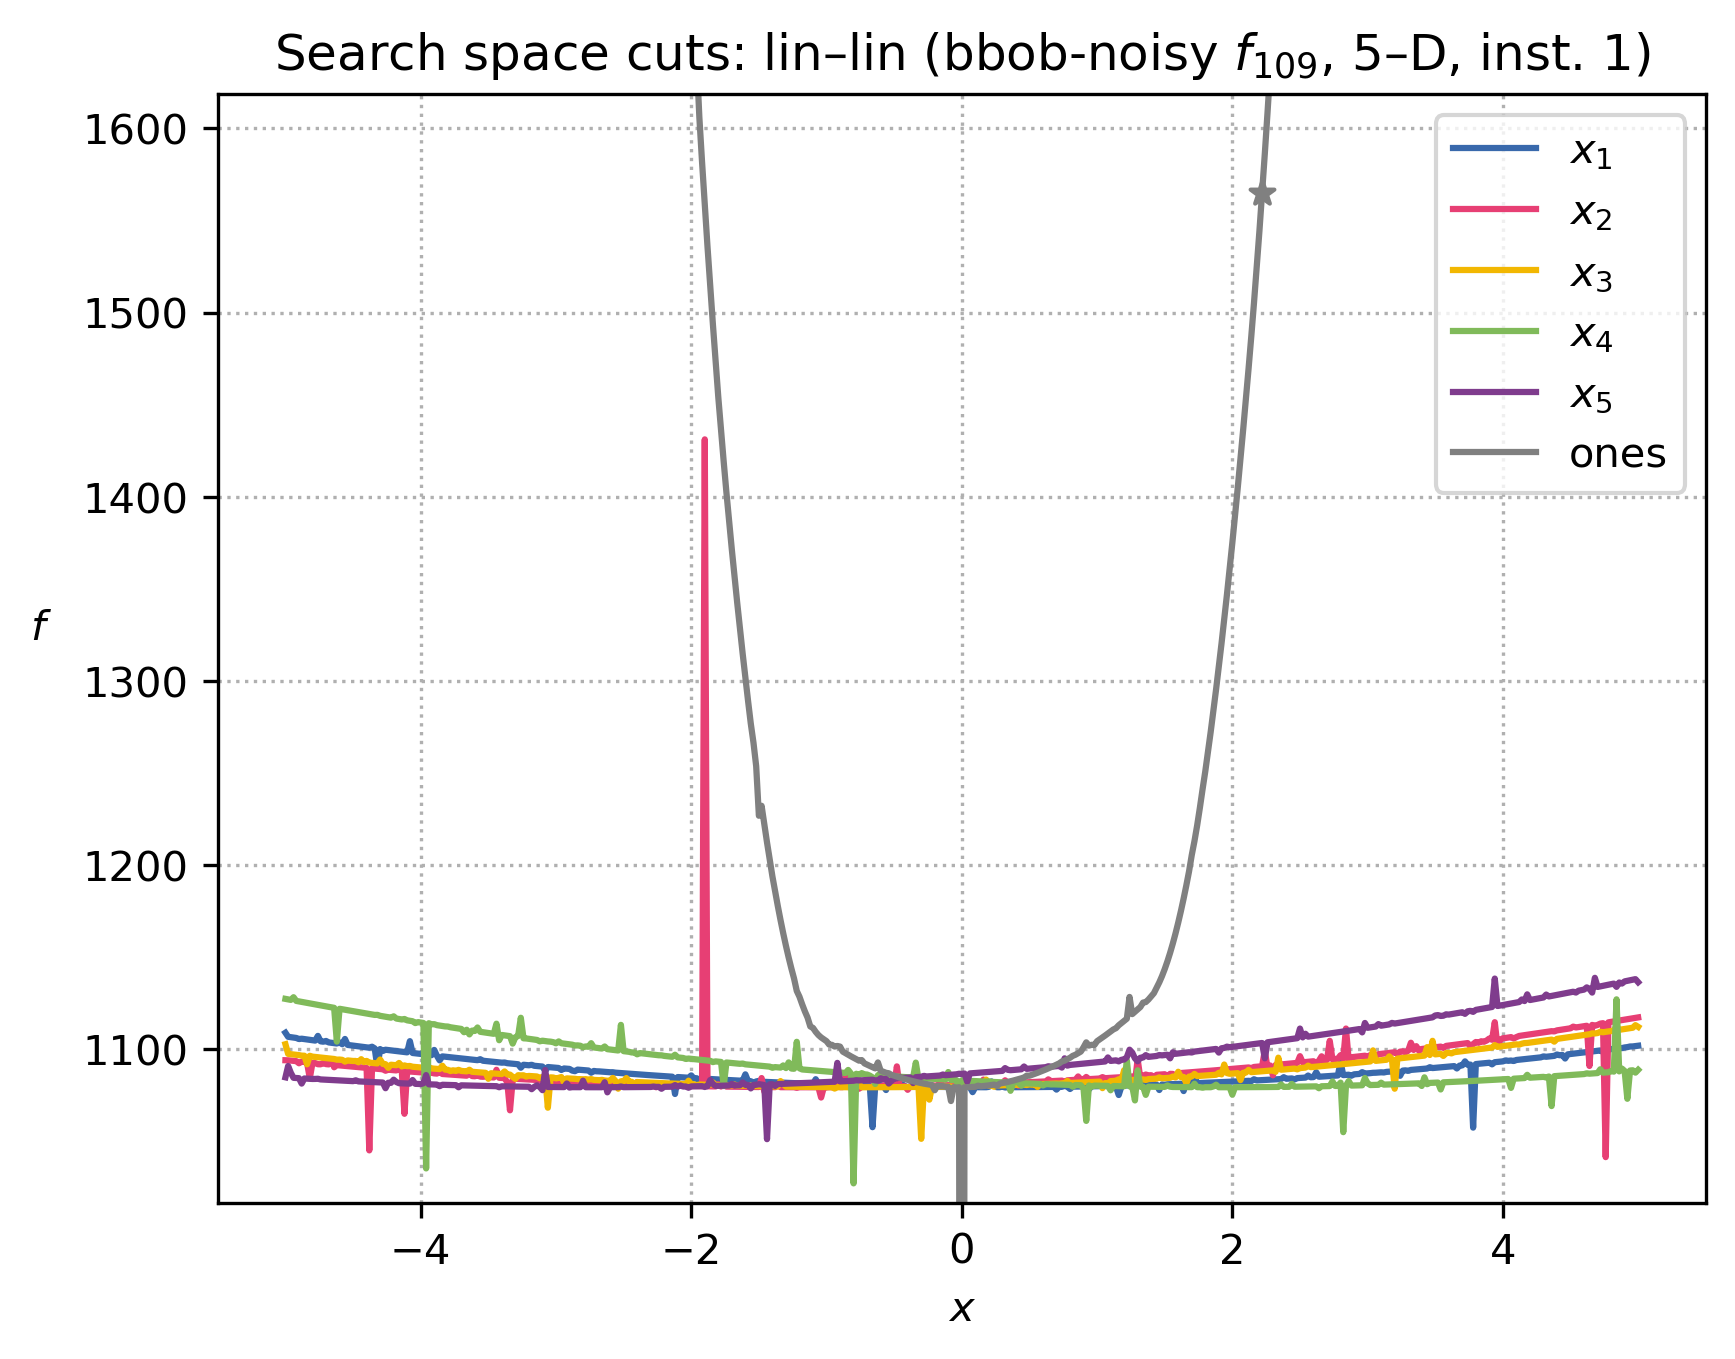 Search space cuts: lin–lin (bbob-noisy f₁₀₉, 5–D, inst. 1)
1600
1500
1400
1300
1200
1100
f
−4
−2
0
2
4
x
x₁
x₂
x₃
x₄
x₅
ones